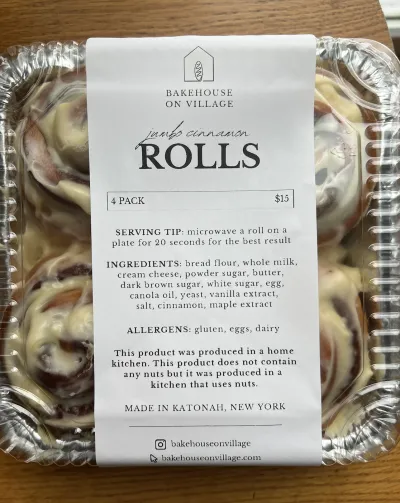 BAKEHOUSE
ON VILLAGE
jumbo cinnamon
ROLLS
4 PACK $15
SERVING TIP: microwave a roll on a
plate for 20 seconds for the best result
INGREDIENTS: bread flour, whole milk,
cream cheese, powder sugar, butter,
dark brown sugar, white sugar, egg,
canola oil, yeast, vanilla extract,
salt, cinnamon, maple extract
ALLERGENS: gluten, eggs, dairy
This product was produced in a home
kitchen. This product does not contain
any nuts but it was produced in a
kitchen that uses nuts.
MADE IN KATONAH, NEW YORK
bakehouseonvillage
bakehouseonvillage.com